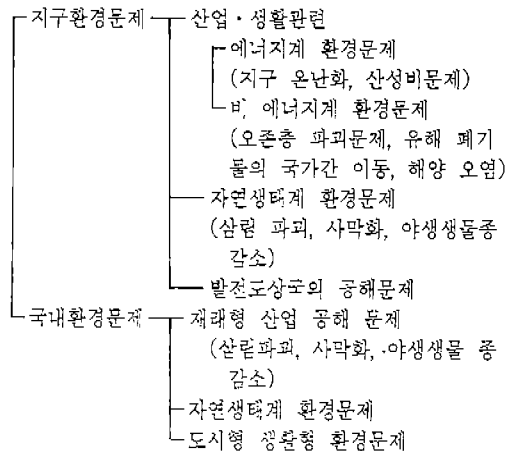 지구환경문제 산업·생활관련
에너지계 환경문제
(지구 온난화, 산성비문제)
비 에너지계 환경문제
(오존층 파괴문제, 유해 폐기
물의 국가간 이동, 해양 오염)
자연생태계 환경문제
(삼림 파괴, 사막화, 야생생물종
감소)
발전도상국의 공해문제
국내환경문제 재래형 산업 공해 문제
(삼림파괴, 사막화, 야생생물 종
감소)
자연생태계 환경문제
도시형 생활형 환경문제